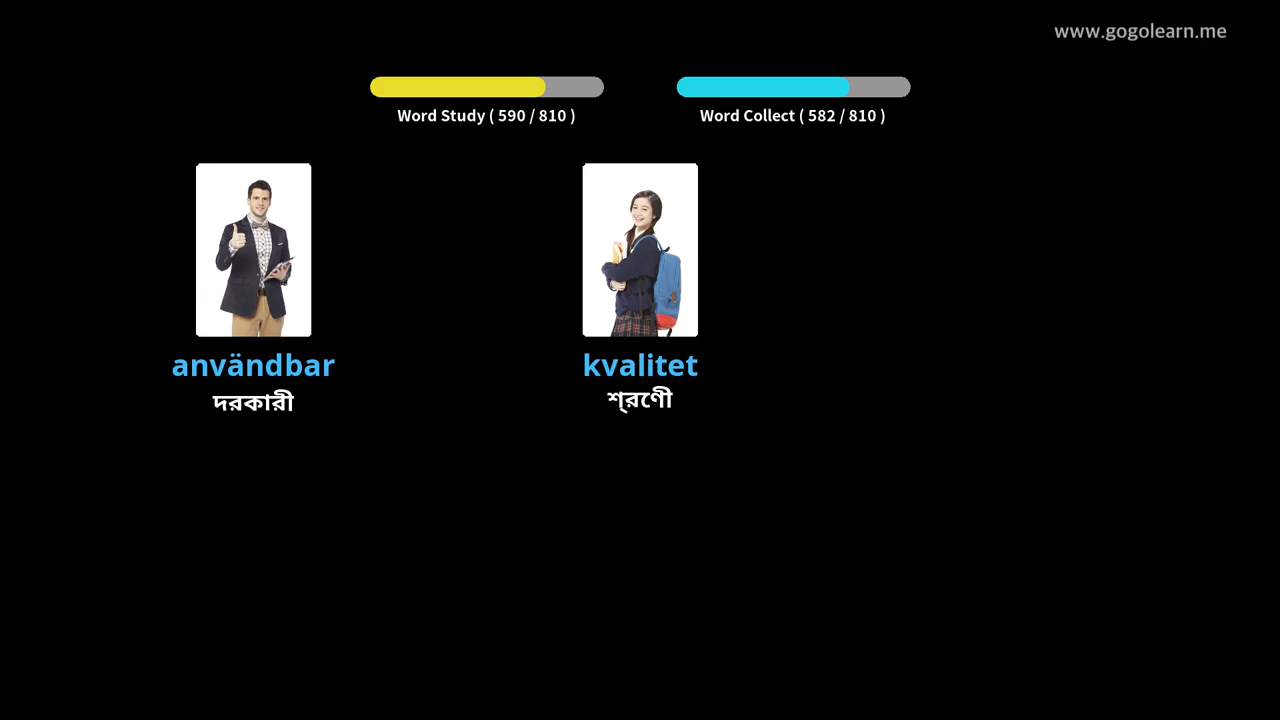 www.gogolearn.me
Word Study ( 590 / 810 )
Word Collect ( 582 / 810 )
användbar
kvalitet
দরকারী
শ্রেণী